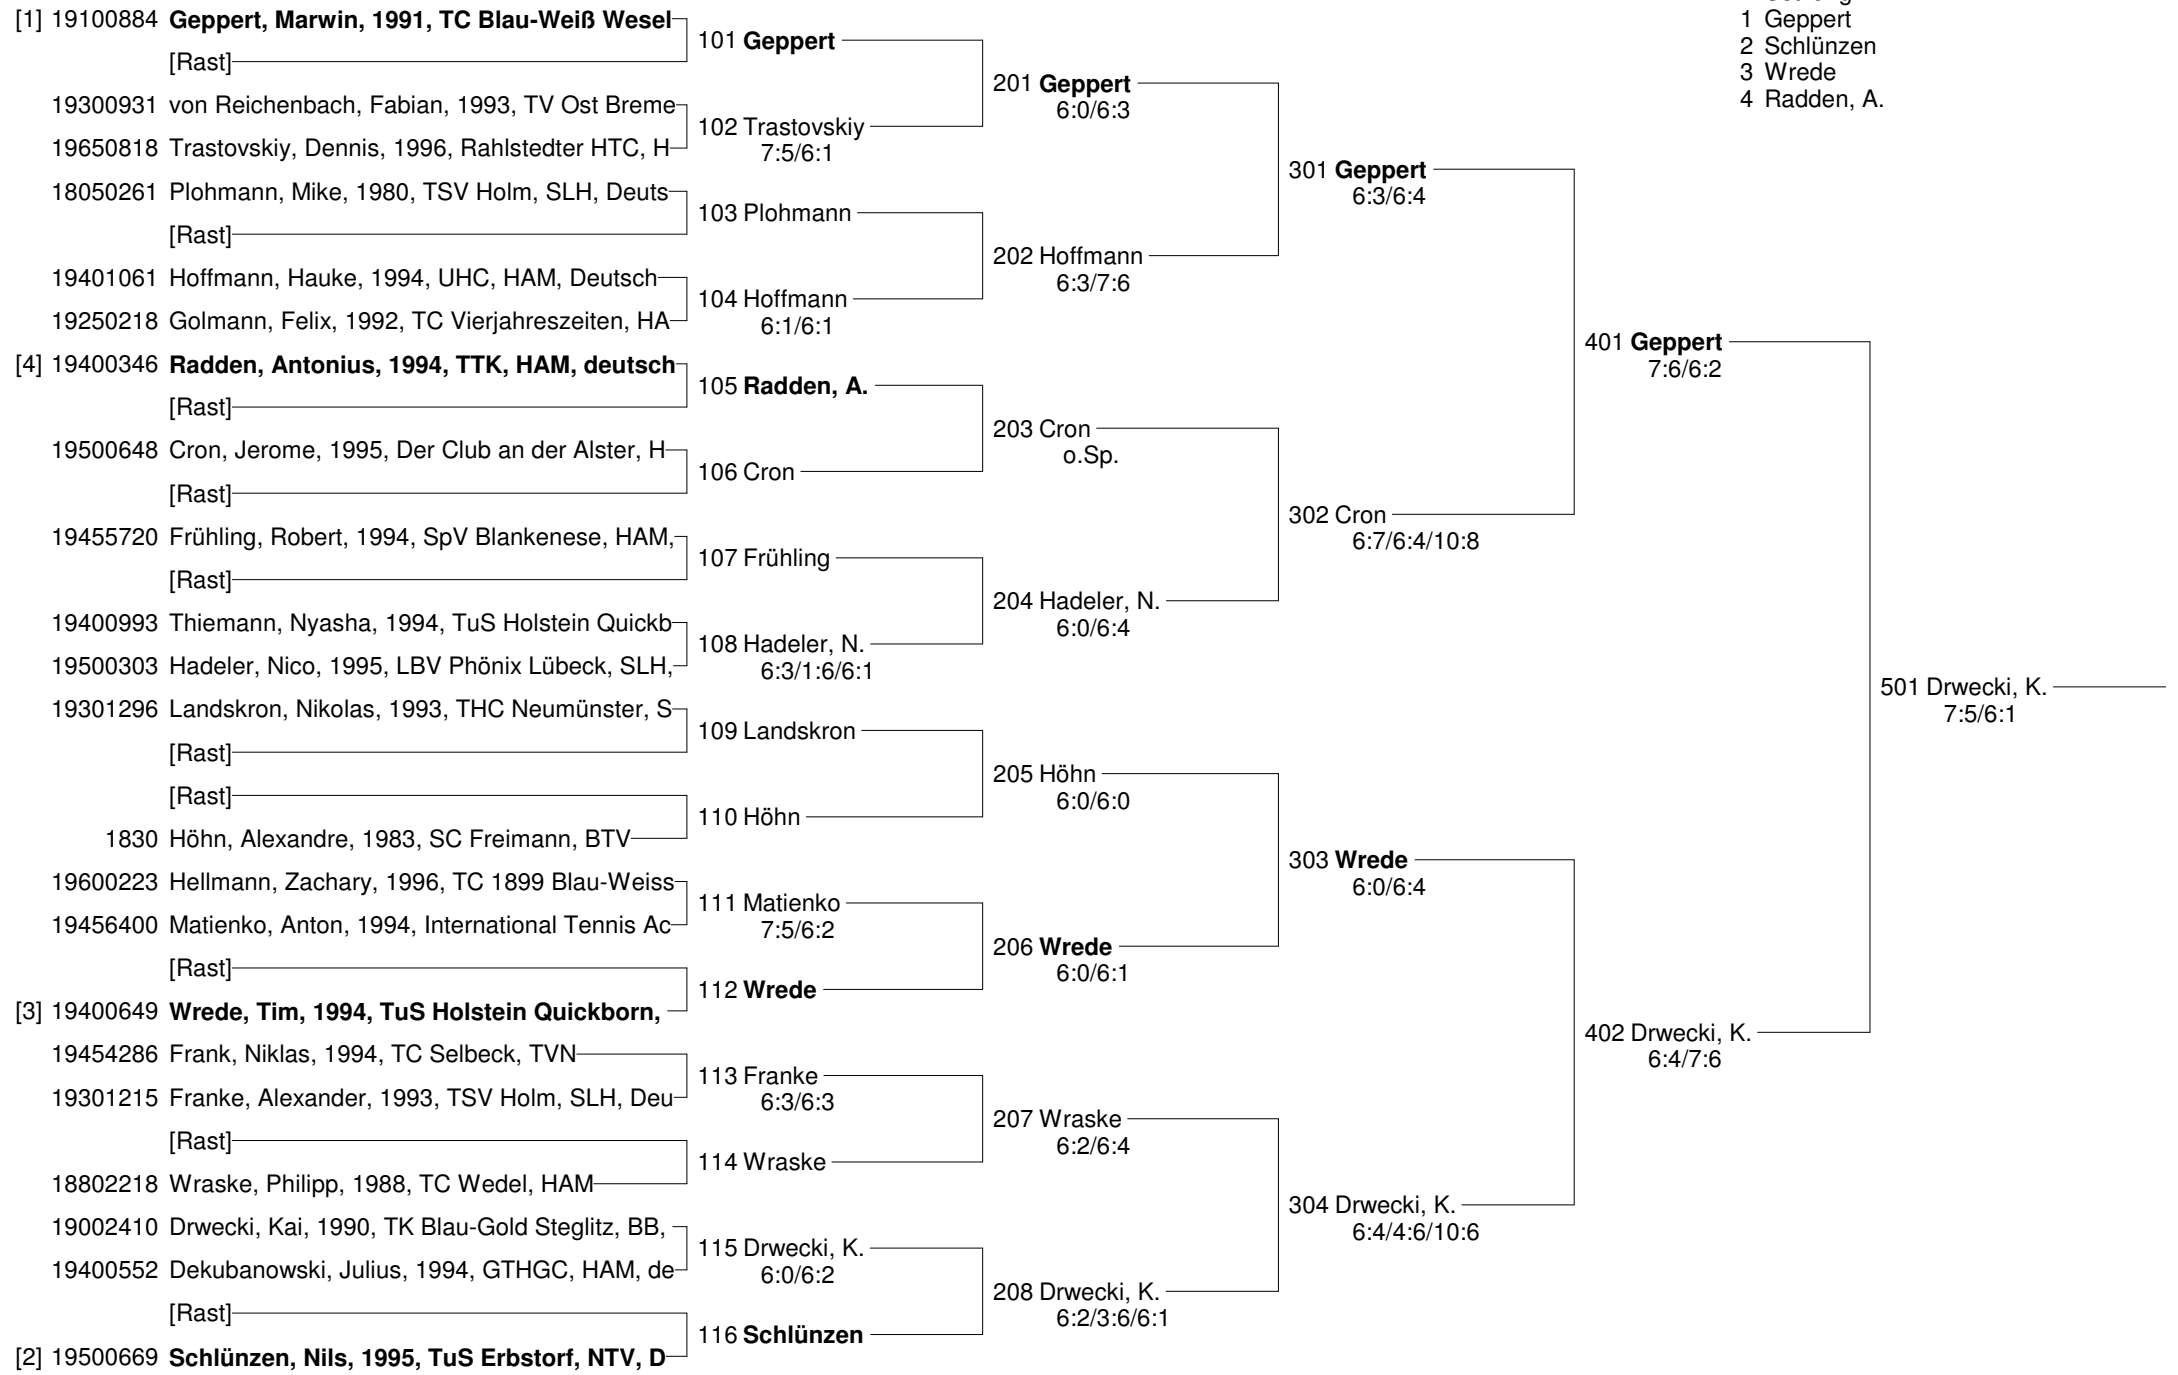 1 Geppert
2 Schlünzen
3 Wrede
4 Radden, A.
[1] 19100884 Geppert, Marwin, 1991, TC Blau-Weiß Wesel
[Rast]
19300931 von Reichenbach, Fabian, 1993, TV Ost Breme
19650818 Trastovskiy, Dennis, 1996, Rahlstedter HTC, H
18050261 Plohmann, Mike, 1980, TSV Holm, SLH, Deuts
[Rast]
19401061 Hoffmann, Hauke, 1994, UHC, HAM, Deutsch
19250218 Golmann, Felix, 1992, TC Vierjahreszeiten, HA
[4] 19400346 Radden, Antonius, 1994, TTK, HAM, deutsch
[Rast]
19500648 Cron, Jerome, 1995, Der Club an der Alster, H
[Rast]
19455720 Frühling, Robert, 1994, SpV Blankenese, HAM,
[Rast]
19400993 Thiemann, Nyasha, 1994, TuS Holstein Quickb
19500303 Hadeler, Nico, 1995, LBV Phönix Lübeck, SLH,
19301296 Landskron, Nikolas, 1993, THC Neumünster, S
[Rast]
[Rast]
1830 Höhn, Alexandre, 1983, SC Freimann, BTV
19600223 Hellmann, Zachary, 1996, TC 1899 Blau-Weiss
19456400 Matienko, Anton, 1994, International Tennis Ac
[Rast]
[3] 19400649 Wrede, Tim, 1994, TuS Holstein Quickborn,
19454286 Frank, Niklas, 1994, TC Selbeck, TVN
19301215 Franke, Alexander, 1993, TSV Holm, SLH, Deu
[Rast]
18802218 Wraske, Philipp, 1988, TC Wedel, HAM
19002410 Drwecki, Kai, 1990, TK Blau-Gold Steglitz, BB,
19400552 Dekubanowski, Julius, 1994, GTHGC, HAM, de
[Rast]
[2] 19500669 Schlünzen, Nils, 1995, TuS Erbstorf, NTV, D
101 Geppert
102 Trastovskiy
7:5/6:1
103 Plohmann
104 Hoffmann
6:1/6:1
105 Radden, A.
106 Cron
107 Frühling
108 Hadeler, N.
6:3/1:6/6:1
109 Landskron
110 Höhn
111 Matienko
7:5/6:2
112 Wrede
113 Franke
6:3/6:3
114 Wraske
115 Drwecki, K.
6:0/6:2
116 Schlünzen
201 Geppert
6:0/6:3
202 Hoffmann
6:3/7:6
203 Cron
o.Sp.
204 Hadeler, N.
6:0/6:4
205 Höhn
6:0/6:0
206 Wrede
6:0/6:1
207 Wraske
6:2/6:4
208 Drwecki, K.
6:2/3:6/6:1
301 Geppert
6:3/6:4
302 Cron
6:7/6:4/10:8
303 Wrede
6:0/6:4
304 Drwecki, K.
6:4/4:6/10:6
401 Geppert
7:6/6:2
402 Drwecki, K.
6:4/7:6
501 Drwecki, K.
7:5/6:1